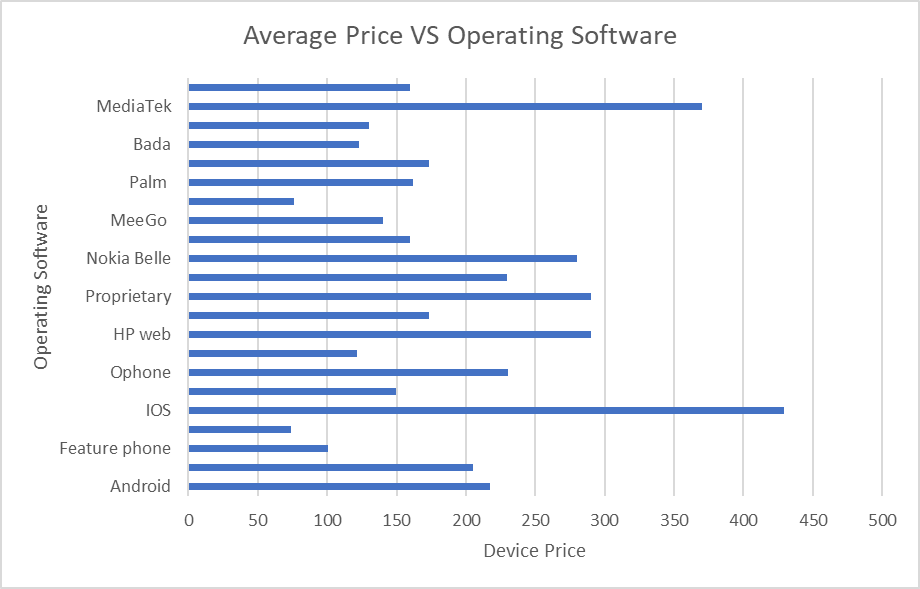 Average Price VS Operating Software
MediaTek
Bada
Palm
MeeGo
Nokia Belle
Proprietary
HP web
Ophone
IOS
Feature phone
Android
Operating Software
0 50 100 150 200 250 300 350 400 450 500
Device Price